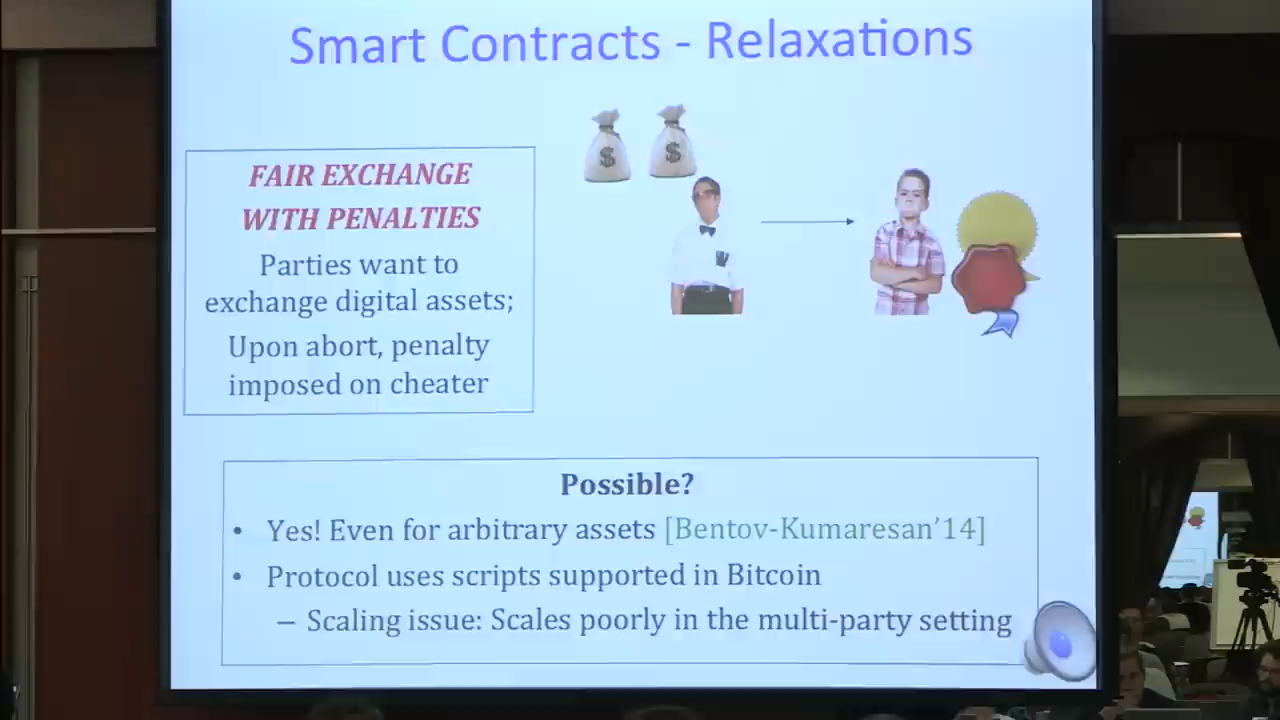 Smart Contracts - Relaxations
$ $
FAIR EXCHANGE
WITH PENALTIES
Parties want to
exchange digital assets;
Upon abort, penalty
imposed on cheater
Possible?
• Yes! Even for arbitrary assets [Bentov-Kumaresan'14]
• Protocol uses scripts supported in Bitcoin
– Scaling issue: Scales poorly in the multi-party setting